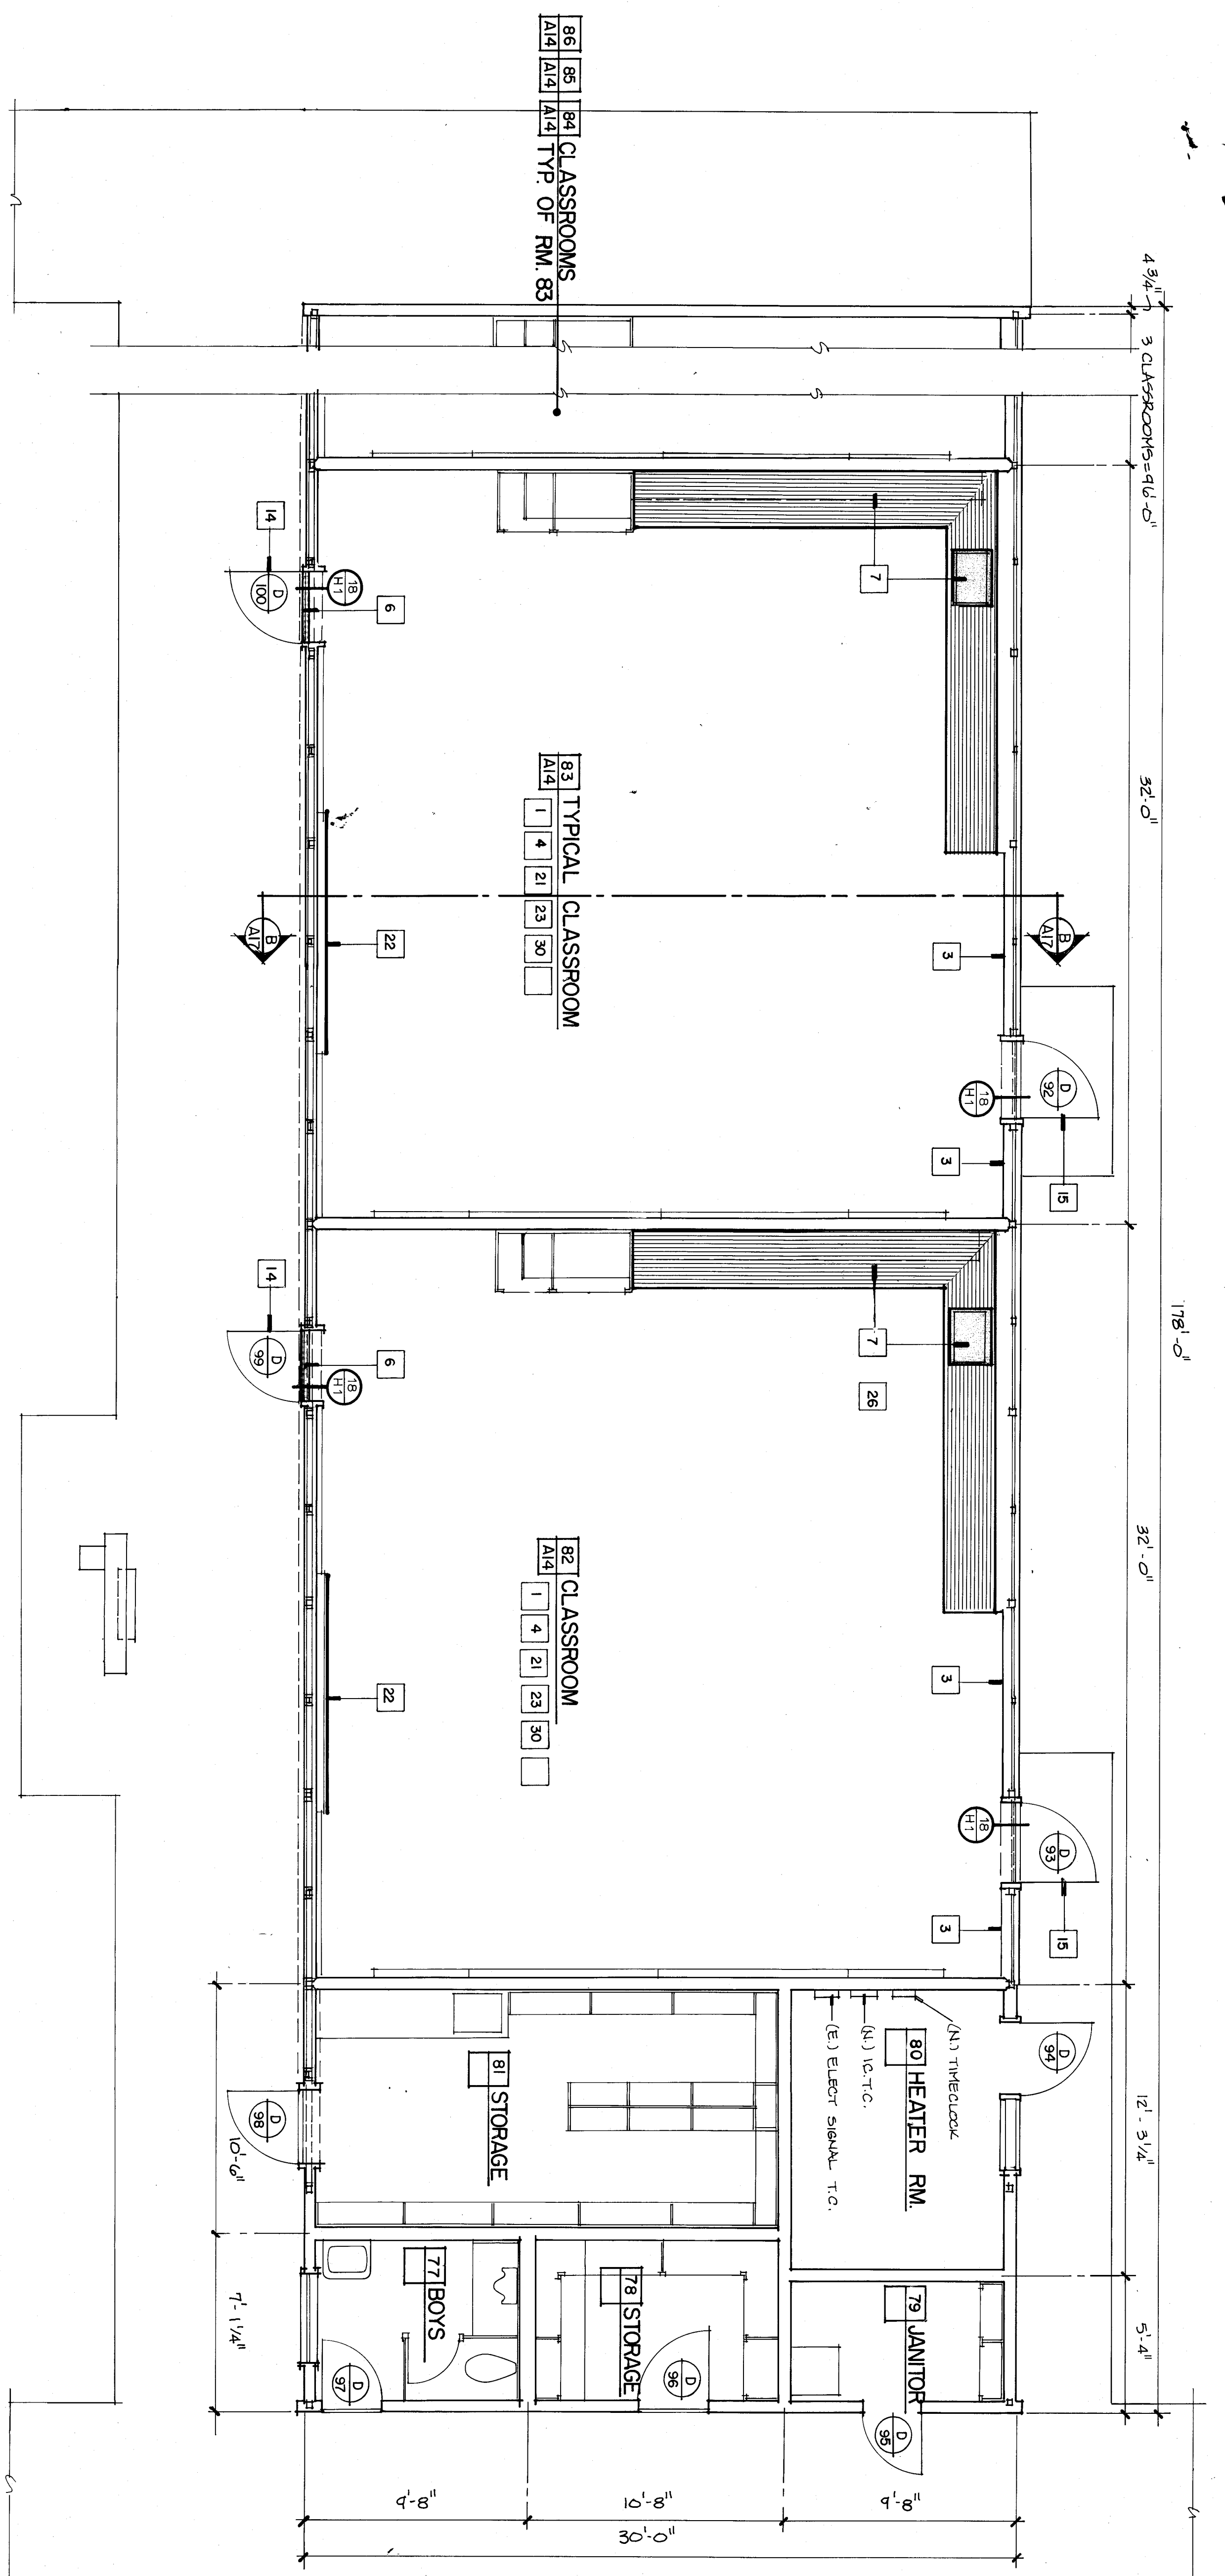 178'-0"
4 3/4"
3 CLASSROOMS=96'-0"
32'-0"
32'-0"
12'-3 1/4"
5'-4"
86 85 84 CLASSROOMS
A14 A14 A14 TYP. OF RM. 83
7
7
26
3
3
3
3
15
15
D
92
D
93
D
94
18
H1
18
H1
B
A17
B
A17
83 TYPICAL CLASSROOM
A14
1 4 21 23 30
82 CLASSROOM
A14
1 4 21 23 30
(N.) TIMECLOCK
80 HEATER RM.
(N.) I.C.T.C.
(E.) ELECT SIGNAL T.C.
79 JANITOR
D
95
81 STORAGE
78 STORAGE
D
96
77 BOYS
D
97
6
6
18
H1
18
H1
22
22
14
14
D
100
D
99
D
98
10'-6"
7'-1 1/4"
9'-8"
10'-8"
9'-8"
30'-0"